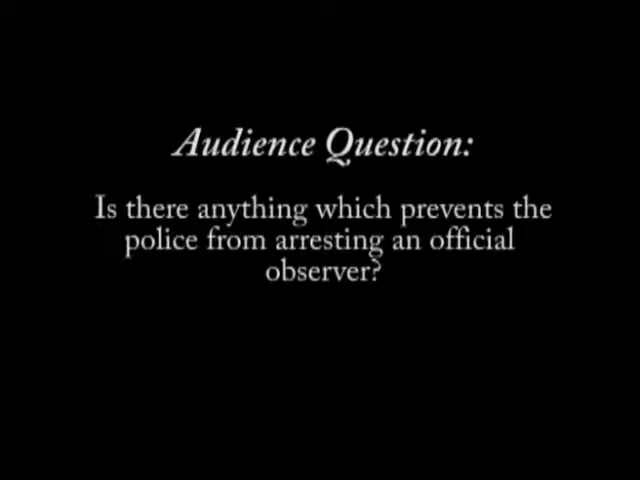 Audience Question:
Is there anything which prevents the
police from arresting an official
observer?